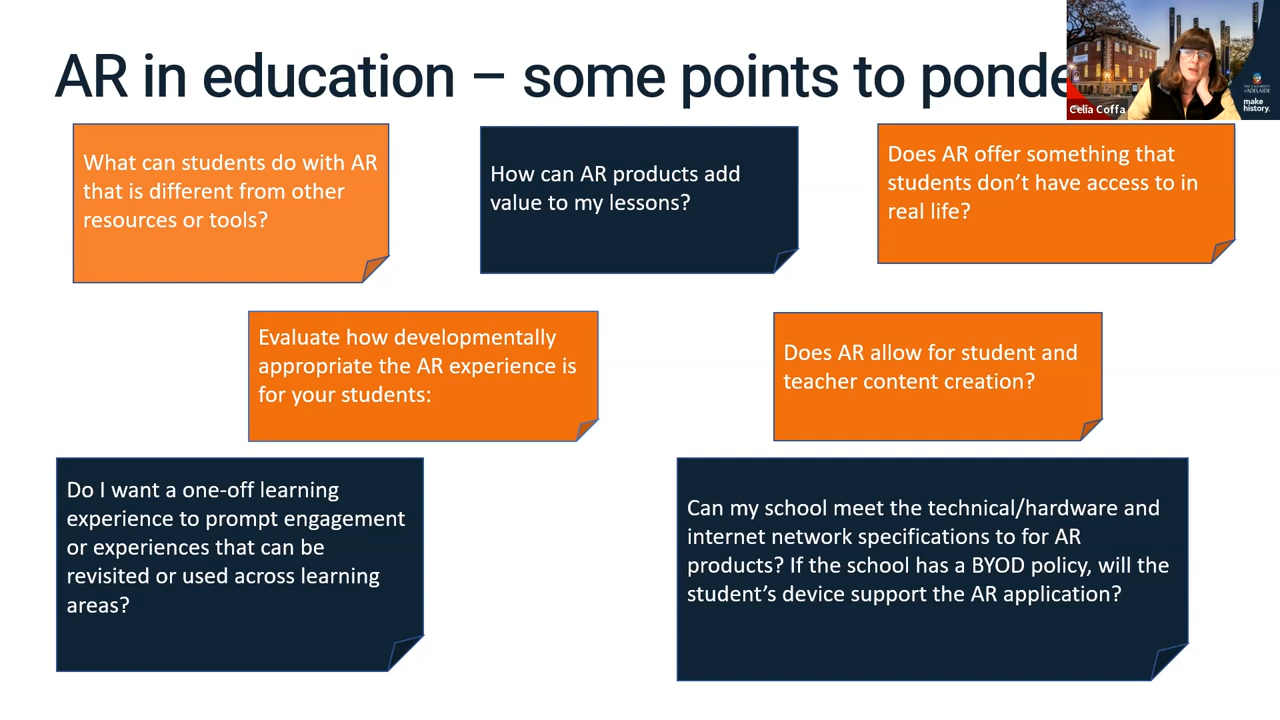 AR in education – some points to ponde
Celia Coffa
make
history.
What can students do with AR
that is different from other
resources or tools?
How can AR products add
value to my lessons?
Does AR offer something that
students don’t have access to in
real life?
Evaluate how developmentally
appropriate the AR experience is
for your students:
Does AR allow for student and
teacher content creation?
Do I want a one-off learning
experience to prompt engagement
or experiences that can be
revisited or used across learning
areas?
Can my school meet the technical/hardware and
internet network specifications to for AR
products? If the school has a BYOD policy, will the
student’s device support the AR application?